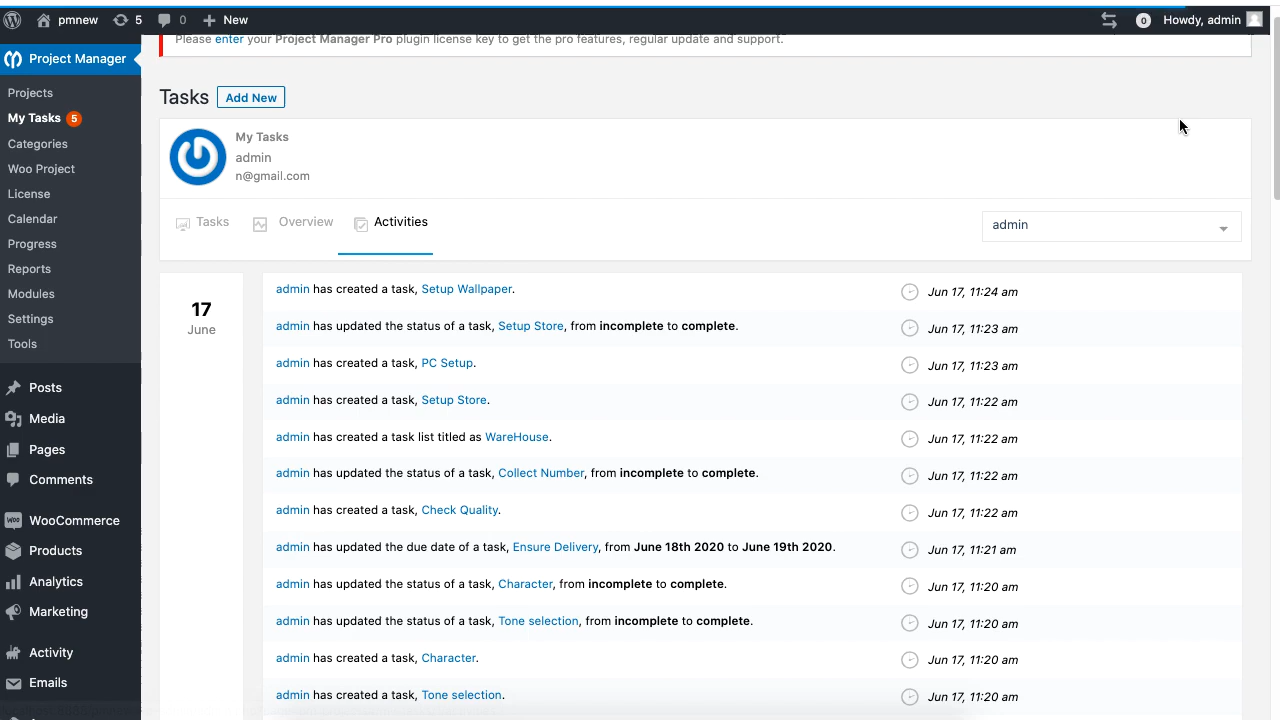 pmnew 5 0 New 0 Howdy, admin
Please enter your Project Manager Pro plugin license key to get the pro features, regular update and support.
Project Manager
Projects
My Tasks 5
Categories
Woo Project
License
Calendar
Progress
Reports
Modules
Settings
Tools
Posts
Media
Pages
Comments
WooCommerce
Products
Analytics
Marketing
Activity
Emails
Tasks Add New
My Tasks
admin
n@gmail.com
Tasks Overview Activities admin
17
June
admin has created a task, Setup Wallpaper. Jun 17, 11:24 am
admin has updated the status of a task, Setup Store, from incomplete to complete. Jun 17, 11:23 am
admin has created a task, PC Setup. Jun 17, 11:23 am
admin has created a task, Setup Store. Jun 17, 11:22 am
admin has created a task list titled as WareHouse. Jun 17, 11:22 am
admin has updated the status of a task, Collect Number, from incomplete to complete. Jun 17, 11:22 am
admin has created a task, Check Quality. Jun 17, 11:22 am
admin has updated the due date of a task, Ensure Delivery, from June 18th 2020 to June 19th 2020. Jun 17, 11:21 am
admin has updated the status of a task, Character, from incomplete to complete. Jun 17, 11:20 am
admin has updated the status of a task, Tone selection, from incomplete to complete. Jun 17, 11:20 am
admin has created a task, Character. Jun 17, 11:20 am
admin has created a task, Tone selection. Jun 17, 11:20 am